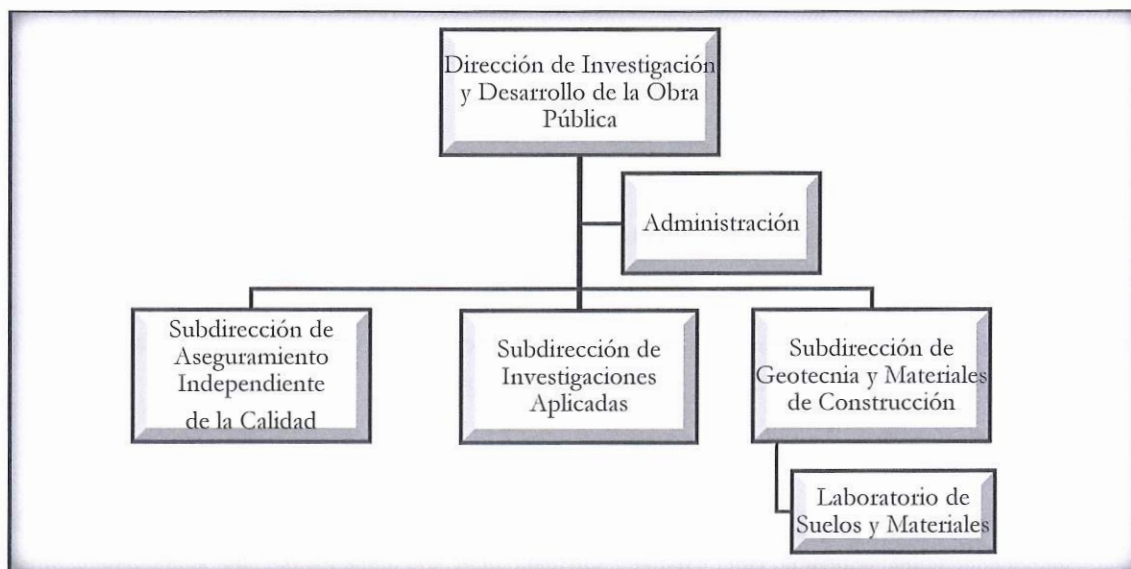 Dirección de Investigación
y Desarrollo de la Obra
Pública
Administración
Subdirección de
Aseguramiento
Independiente
de la Calidad
Subdirección de
Investigaciones
Aplicadas
Subdirección de
Geotecnia y Materiales
de Construcción
Laboratorio de
Suelos y Materiales